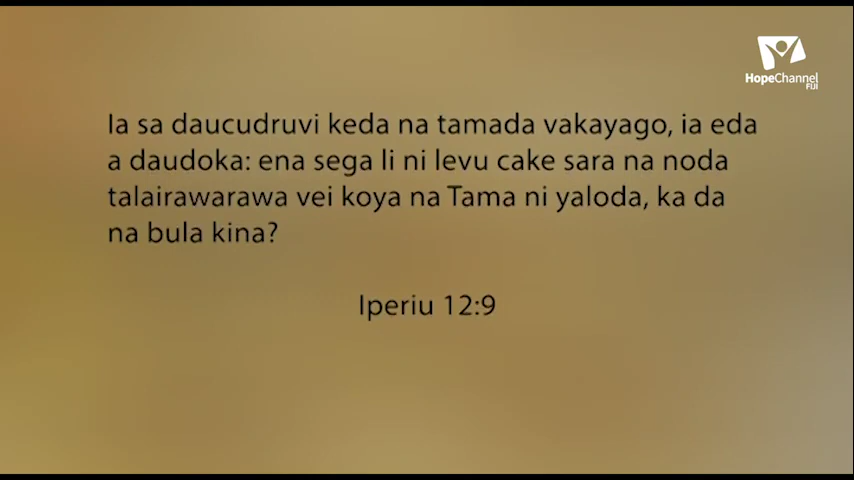 HopeChannel
FIJI
Ia sa daucudruvi keda na tamada vakayago, ia eda
a daudoka: ena sega li ni levu cake sara na noda
talairawarawa vei koya na Tama ni yaloda, ka da
na bula kina?
Iperiu 12:9